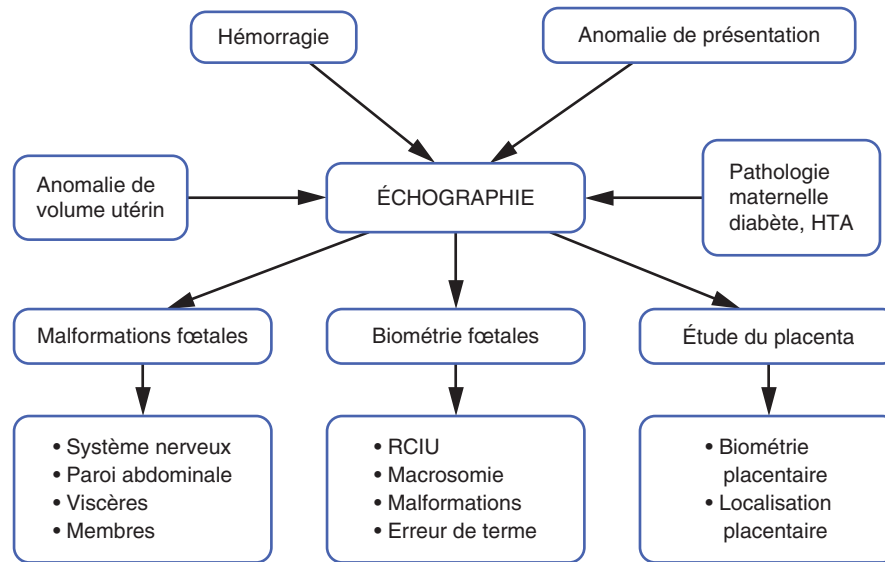 Hémorragie
Anomalie de présentation
Anomalie de
volume utérin
ÉCHOGRAPHIE
Pathologie
maternelle
diabète, HTA
Malformations fœtales
Biométrie fœtales
Étude du placenta
• Système nerveux
• Paroi abdominale
• Viscères
• Membres
• RCIU
• Macrosomie
• Malformations
• Erreur de terme
• Biométrie
placentaire
• Localisation
placentaire